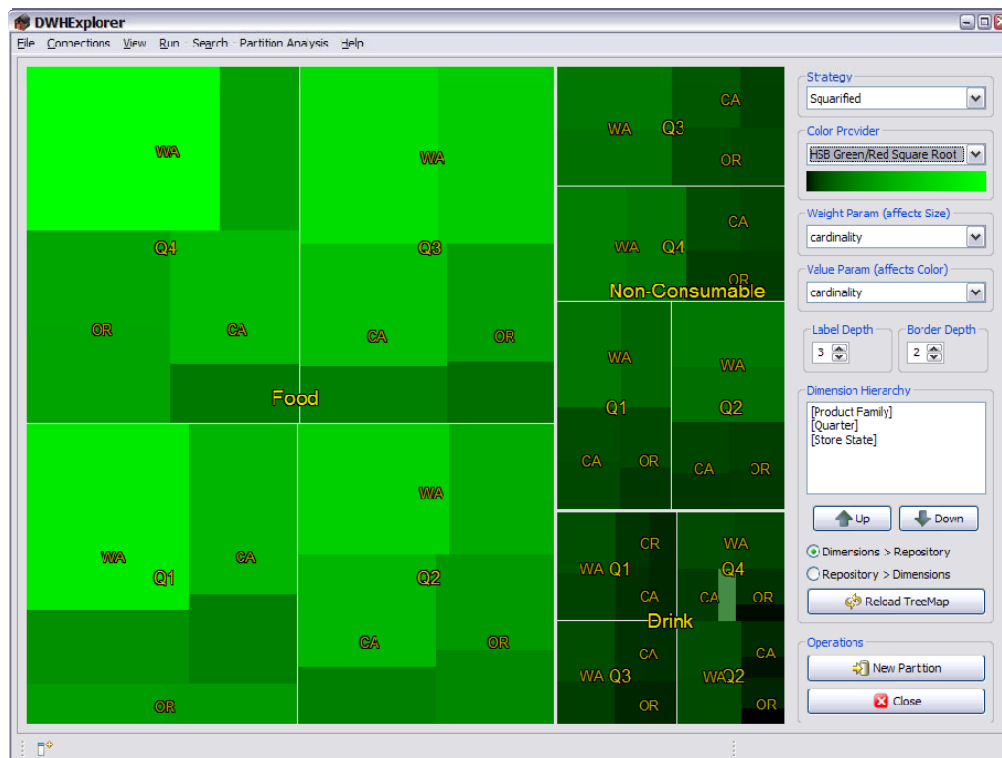 DWHExplorer
File Connections View Run Search Partition Analysis Help
WA
Q4
OR
CA
WA
Q3
CA
OR
Food
WA
CA
Q1
OR
WA
Q2
CA
OR
CA
WA
Q3
OR
CA
WA
Q4
OR
Non-Consumable
WA
Q1
CA
OR
WA
Q2
CA
OR
CR
WA Q1
CA
WA
Q4
CA
OR
Drink
CA
WA Q3
OR
CA
WA Q2
OR
Strategy
Squarified
Color Provider
HSB Green/Red Square Root
Weight Param (affects Size)
cardinality
Value Param (affects Color)
cardinality
Label Depth
3
Border Depth
2
Dimension Hierarchy
[Product Family]
[Quarter]
[Store State]
Up
Down
Dimensions > Repository
Repository > Dimensions
Reload TreeMap
Operations
New Partition
Close